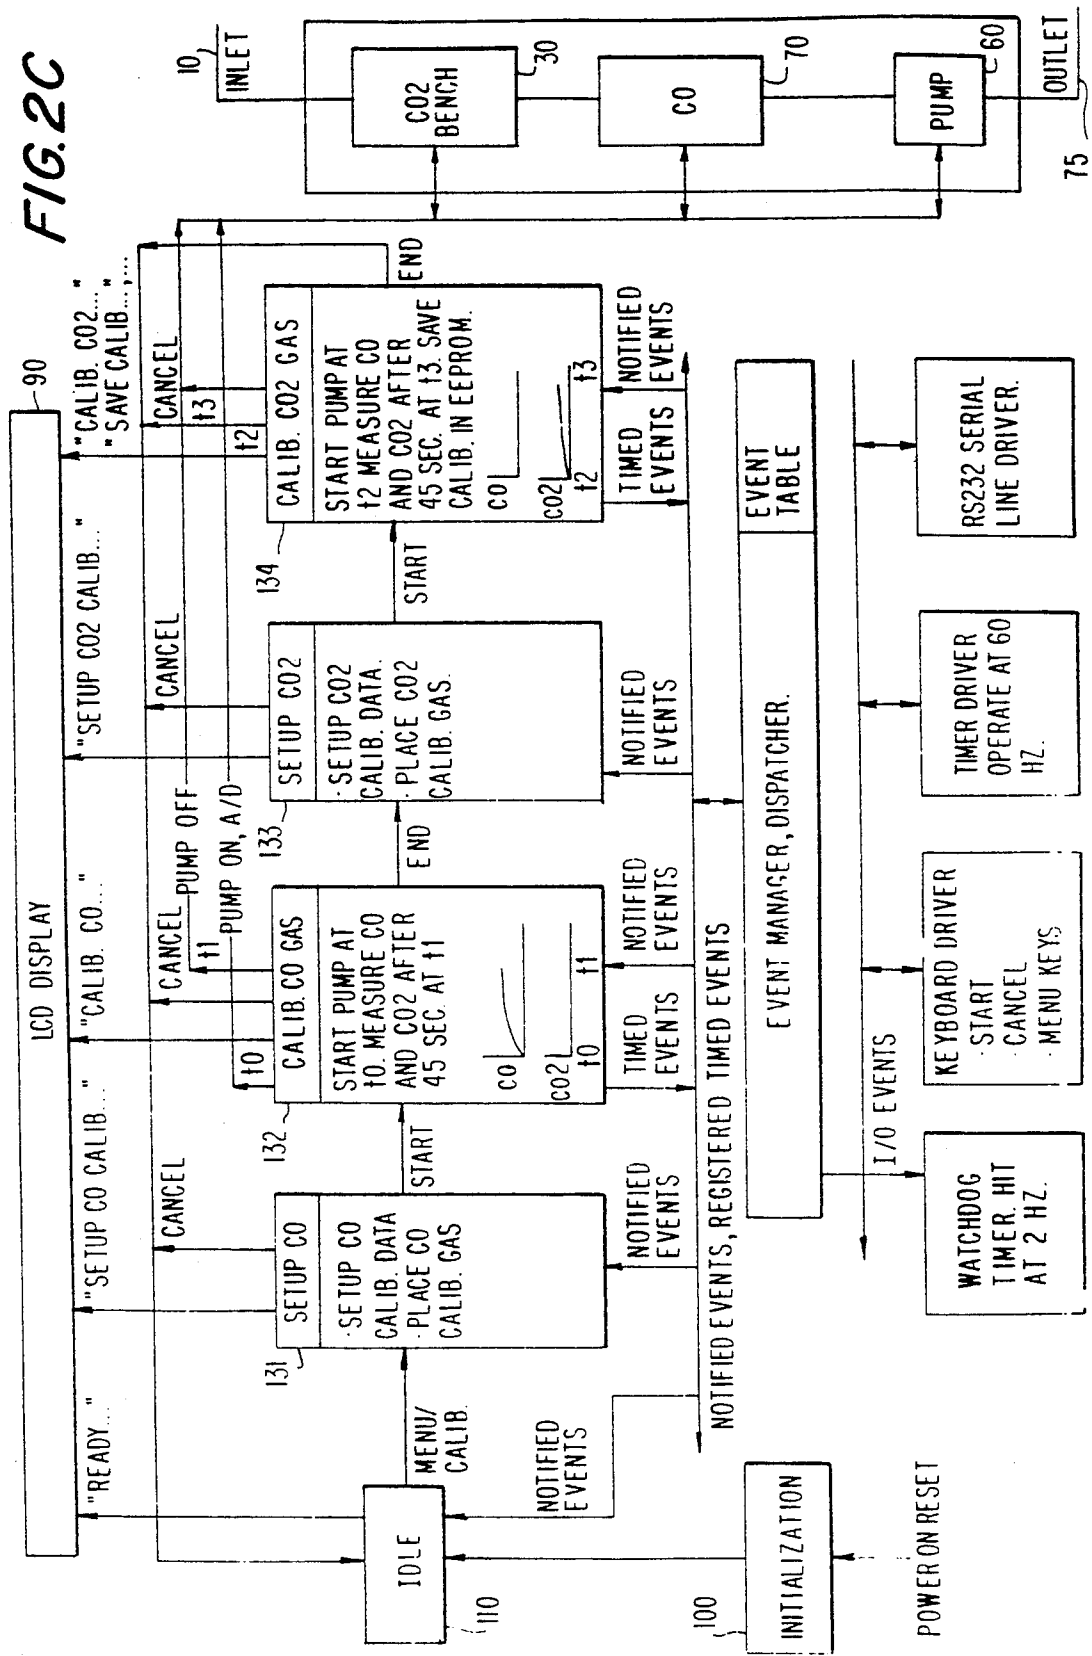 FIG.2C
LCD DISPLAY
90
"READY..."
"SETUP CO CALIB..."
"CALIB. CO..."
"SETUP CO2 CALIB..."
"CALIB. CO2..."
"SAVE CALIB...,...
CANCEL
CANCEL
CANCEL
CANCEL
t0
t1
PUMP OFF
PUMP ON, A/D
t2
t3
END
110
IDLE
MENU/
CALIB.
131
SETUP CO
·SETUP CO
CALIB. DATA
·PLACE CO
CALIB. GAS
START
132
CALIB. CO GAS
START PUMP AT
t0. MEASURE CO
AND CO2 AFTER
45 SEC. AT t1
CO
CO2
t0
t1
END
133
SETUP CO2
·SETUP CO2
CALIB. DATA.
·PLACE CO2
CALIB. GAS.
START
134
CALIB. CO2 GAS
START PUMP AT
t2 MEASURE CO
AND CO2 AFTER
45 SEC. AT t3. SAVE
CALIB. IN EEPROM.
CO
CO2
t2
t3
NOTIFIED
EVENTS
NOTIFIED
EVENTS
TIMED
EVENTS
NOTIFIED
EVENTS
NOTIFIED
EVENTS
TIMED
EVENTS
NOTIFIED
EVENTS
NOTIFIED EVENTS, REGISTERED TIMED EVENTS
100
INITIALIZATION
POWER ON RESET
EVENT MANAGER, DISPATCHER.
EVENT
TABLE
I/O EVENTS
WATCHDOG
TIMER. HIT
AT 2 HZ.
KEYBOARD DRIVER
·START
CANCEL
·MENU KEYS
TIMER DRIVER
OPERATE AT 60
HZ.
RS232 SERIAL
LINE DRIVER.
10
INLET
CO2
BENCH
30
CO
70
PUMP
60
OUTLET
75